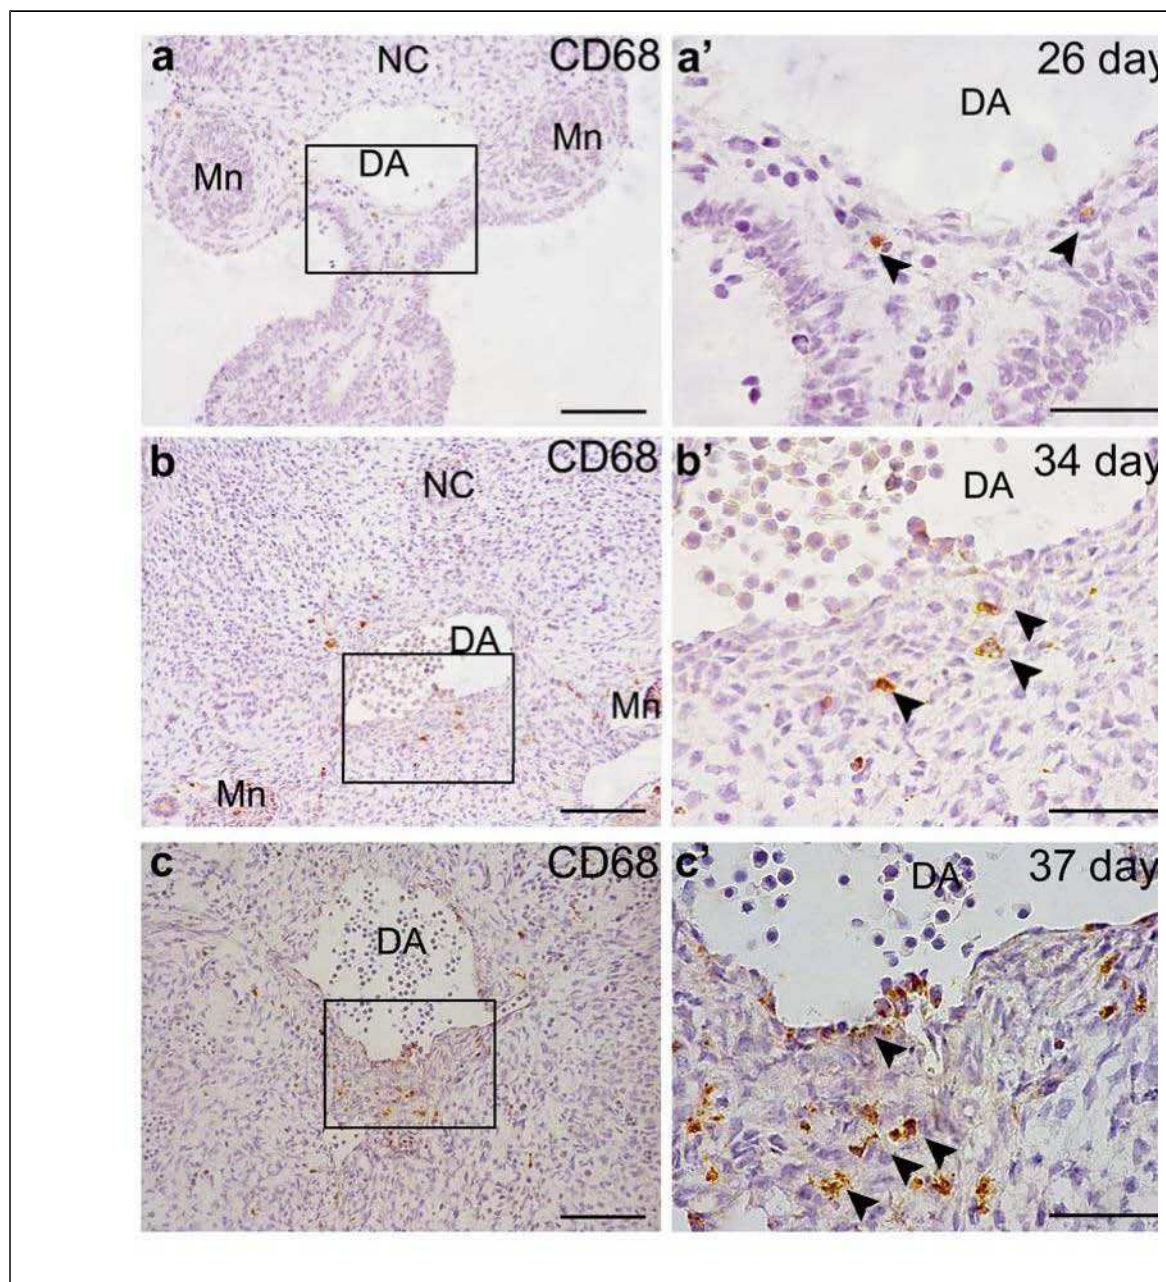 a NC CD68
Mn DA Mn
a' 26 day
DA
b CD68
NC
DA
Mn
Mn
b' 34 day
DA
c CD68
DA
c' DA 37 day